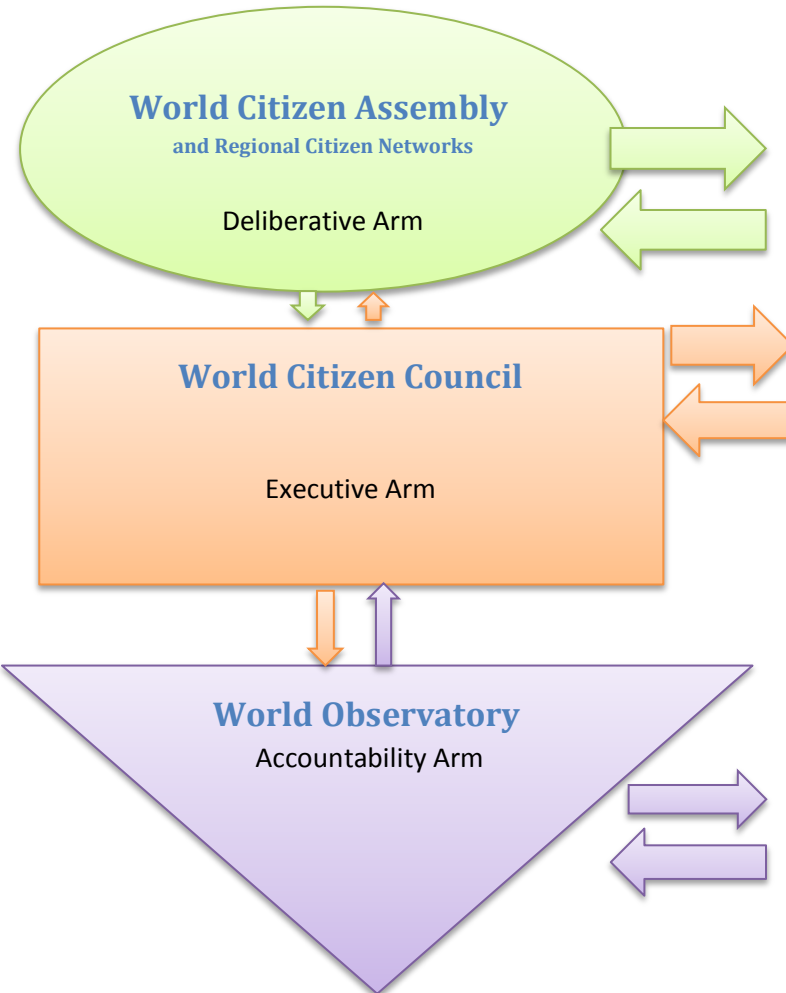 World Citizen Assembly
and Regional Citizen Networks
Deliberative Arm
World Citizen Council
Executive Arm
World Observatory
Accountability Arm